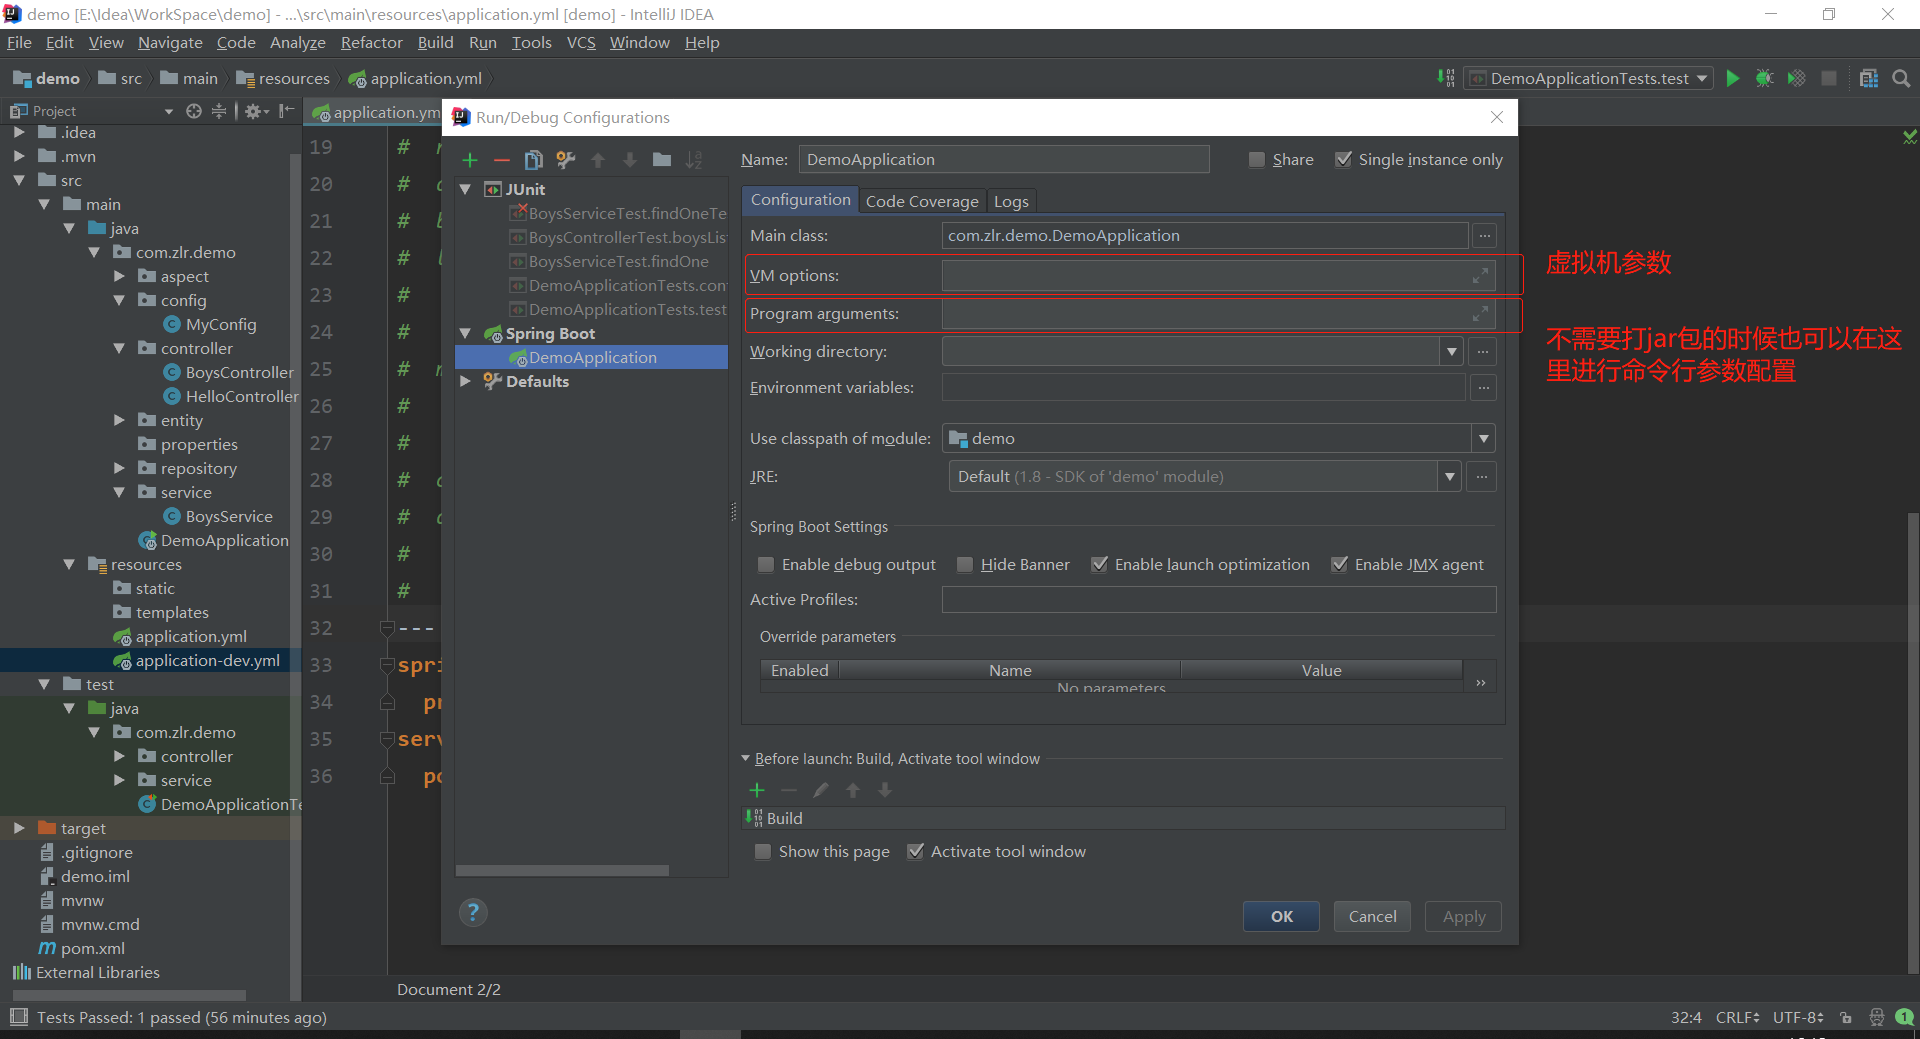 demo [E:\Idea\WorkSpace\demo] - ...\src\main\resources\application.yml [demo] - IntelliJ IDEA
File Edit View Navigate Code Analyze Refactor Build Run Tools VCS Window Help
demo src main resources application.yml
DemoApplicationTests.test
Project
.idea
.mvn
src
main
java
com.zlr.demo
aspect
config
MyConfig
controller
BoysController
HelloController
entity
properties
repository
service
BoysService
DemoApplication
resources
static
templates
application.yml
application-dev.yml
test
java
com.zlr.demo
controller
service
DemoApplicationTe
target
.gitignore
demo.iml
mvnw
mvnw.cmd
pom.xml
External Libraries
application.ym
19 #
20 #
21 #
22 #
23 #
24 #
25 #
26 #
27 #
28 #
29 #
30 #
31 #
32 ---
33 spri
34 pr
35 serv
36 po
Document 2/2
Run/Debug Configurations
JUnit
BoysServiceTest.findOneTe
BoysControllerTest.boysLis
BoysServiceTest.findOne
DemoApplicationTests.con
DemoApplicationTests.test
Spring Boot
DemoApplication
Defaults
Name: DemoApplication Share Single instance only
Configuration Code Coverage Logs
Main class: com.zlr.demo.DemoApplication ...
VM options:
Program arguments:
Working directory: ...
Environment variables: ...
Use classpath of module: demo
JRE: Default (1.8 - SDK of 'demo' module) ...
Spring Boot Settings
Enable debug output Hide Banner Enable launch optimization Enable JMX agent
Active Profiles:
Override parameters
Enabled Name Value
No parameters
Before launch: Build, Activate tool window
Build
Show this page Activate tool window
? OK Cancel Apply
虚拟机参数
不需要打jar包的时候也可以在这
里进行命令行参数配置
Tests Passed: 1 passed (56 minutes ago)
32:4 CRLF UTF-8 1